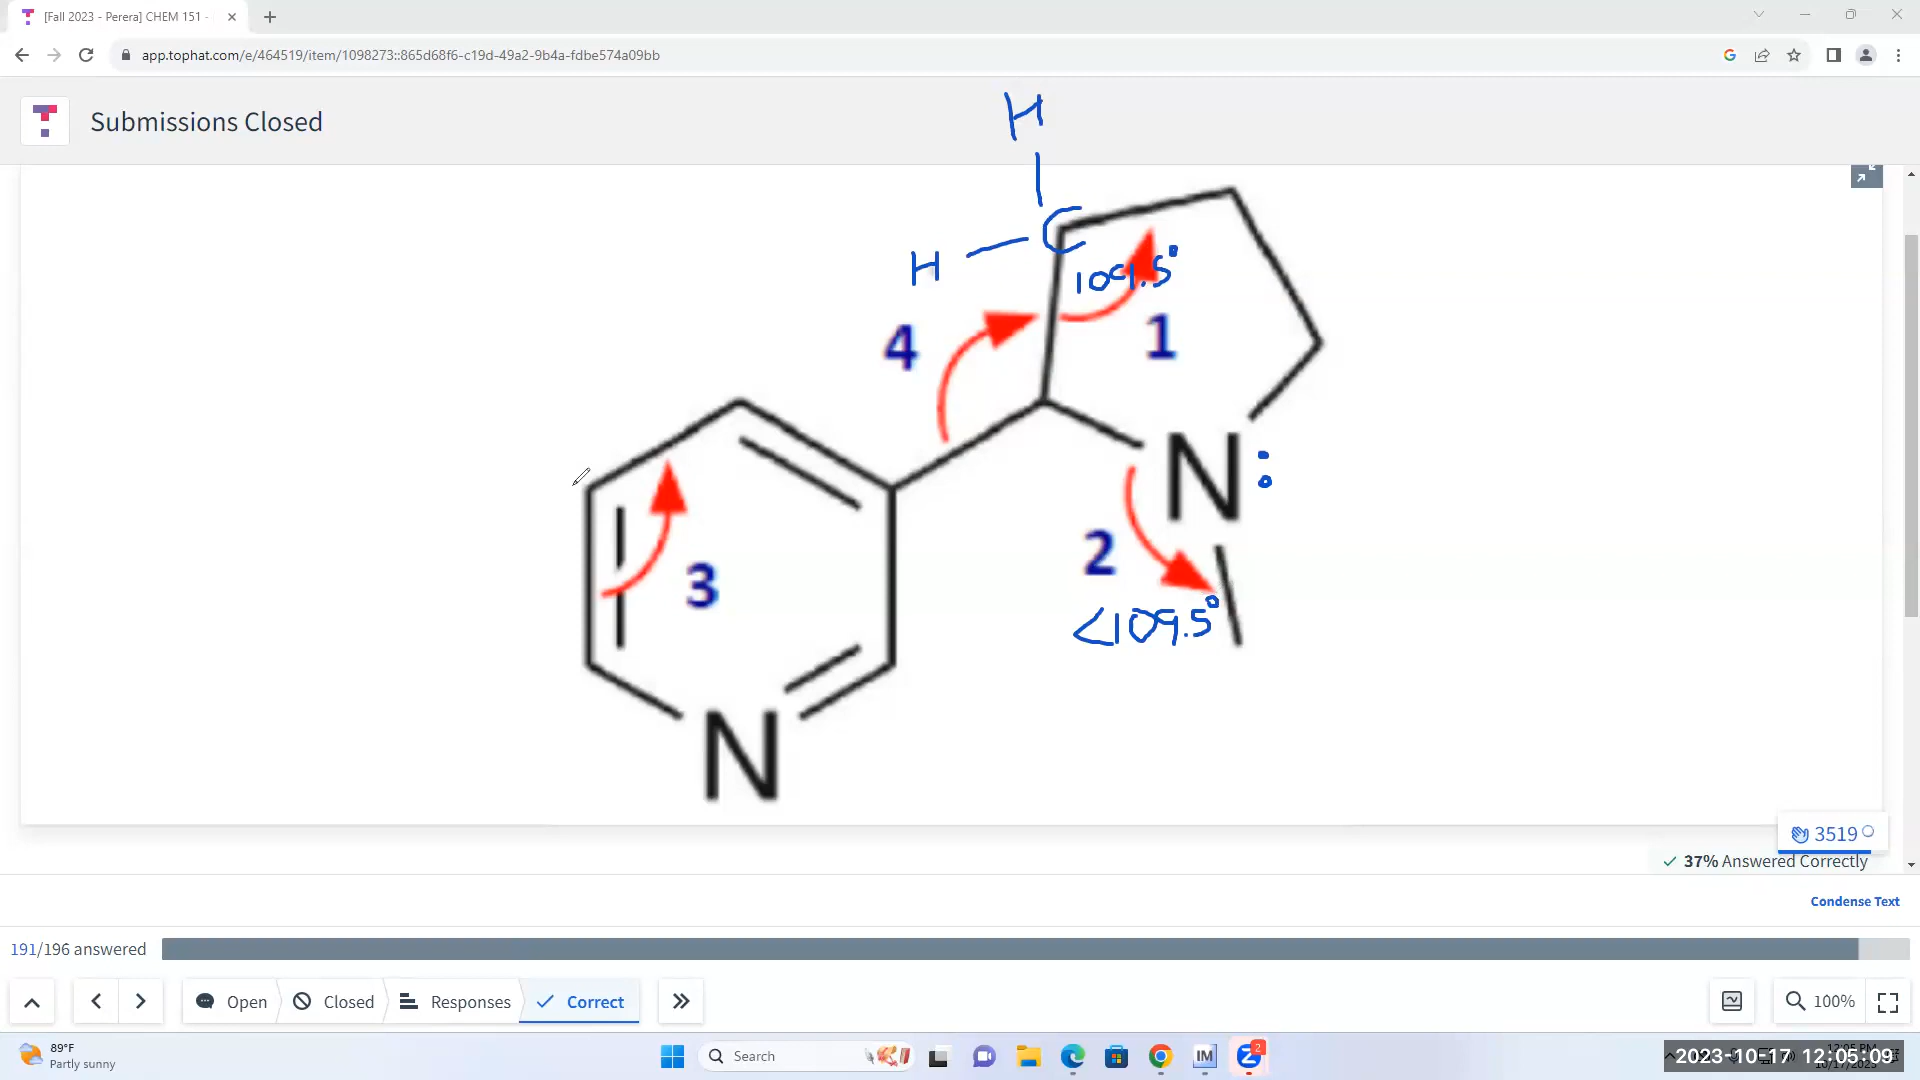 [Fall 2023 - Perera] CHEM 151 -
app.tophat.com/e/464519/item/1098273::865d68f6-c19d-49a2-9b4a-fdbe574a09bb
Submissions Closed
H
H
C
109.5°
4
1
N
3
2
<109.5°
N
3519
37% Answered Correctly
Condense Text
191/196 answered
Open
Closed
Responses
Correct
100%
89°F
Partly sunny
Search
IM
Z
2
2023-10-17 12:05:09